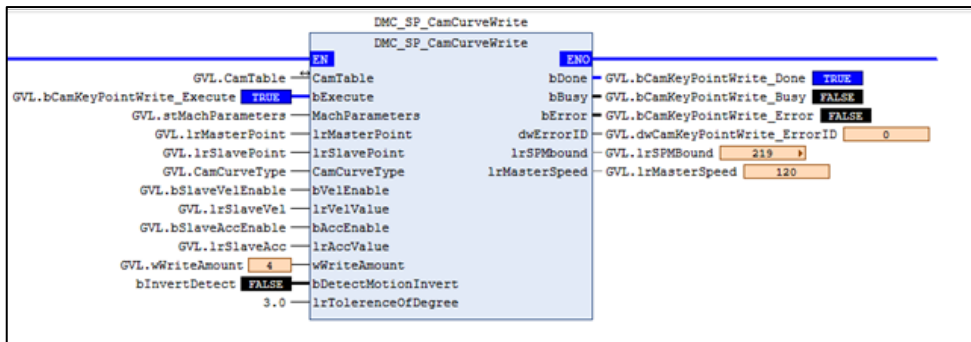 DMC_SP_CamCurveWrite
DMC_SP_CamCurveWrite
EN ENO
GVL.CamTable CamTable bDone GVL.bCamKeyPointWrite_Done TRUE
GVL.bCamKeyPointWrite_Execute TRUE bExecute bBusy GVL.bCamKeyPointWrite_Busy FALSE
GVL.stMachParameters MachParameters bError GVL.bCamKeyPointWrite_Error FALSE
GVL.lrMasterPoint lrMasterPoint dwErrorID GVL.dwCamKeyPointWrite_ErrorID 0
GVL.lrSlavePoint lrSlavePoint lrSPMbound GVL.lrSPMBound 219
GVL.CamCurveType CamCurveType lrMasterSpeed GVL.lrMasterSpeed 120
GVL.bSlaveVelEnable bVelEnable
GVL.lrSlaveVel lrVelValue
GVL.bSlaveAccEnable bAccEnable
GVL.lrSlaveAcc lrAccValue
GVL.wWriteAmount 4 wWriteAmount
bInvertDetect FALSE bDetectMotionInvert
3.0 lrTolerenceOfDegree